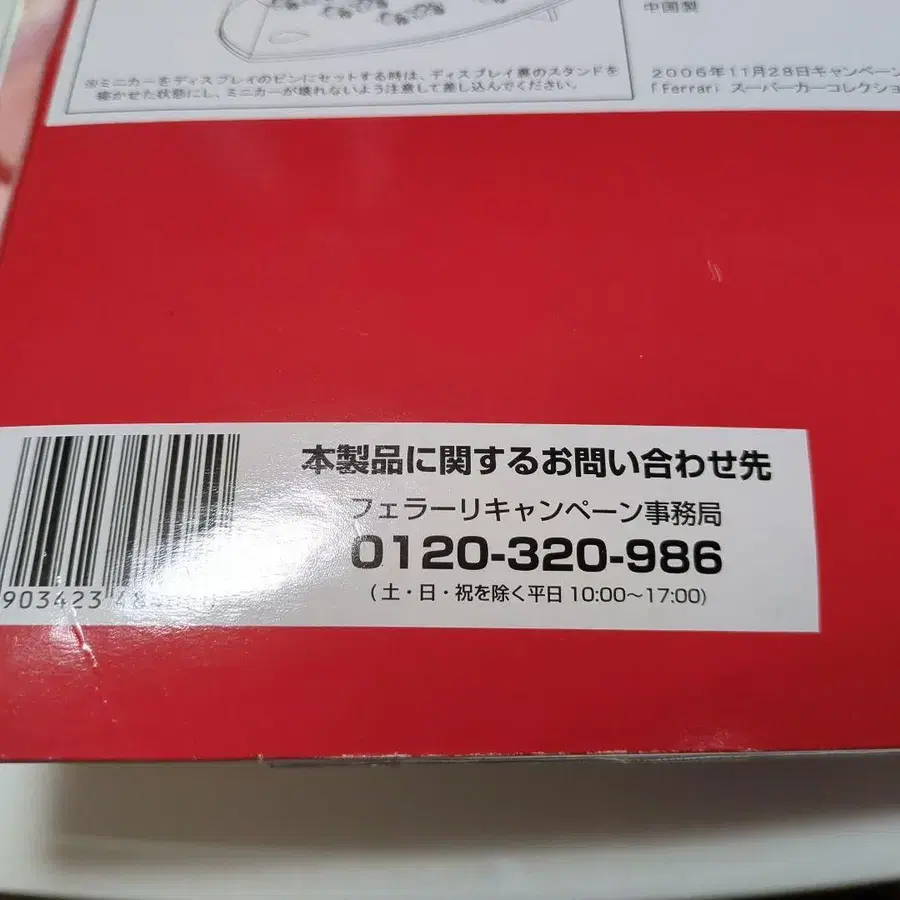 中国製
※ミニカーをディスプレイのピンにセットする時は、ディスプレイ裏のスタンドを
寝かせた状態にし、ミニカーが壊れないよう注意して差し込んでください。
2006年11月28日キャンペーン
「Ferrari スーパーカーコレクショ
本製品に関するお問い合わせ先
フェラーリキャンペーン事務局
0120-320-986
(土・日・祝を除く平日 10:00〜17:00)
903423